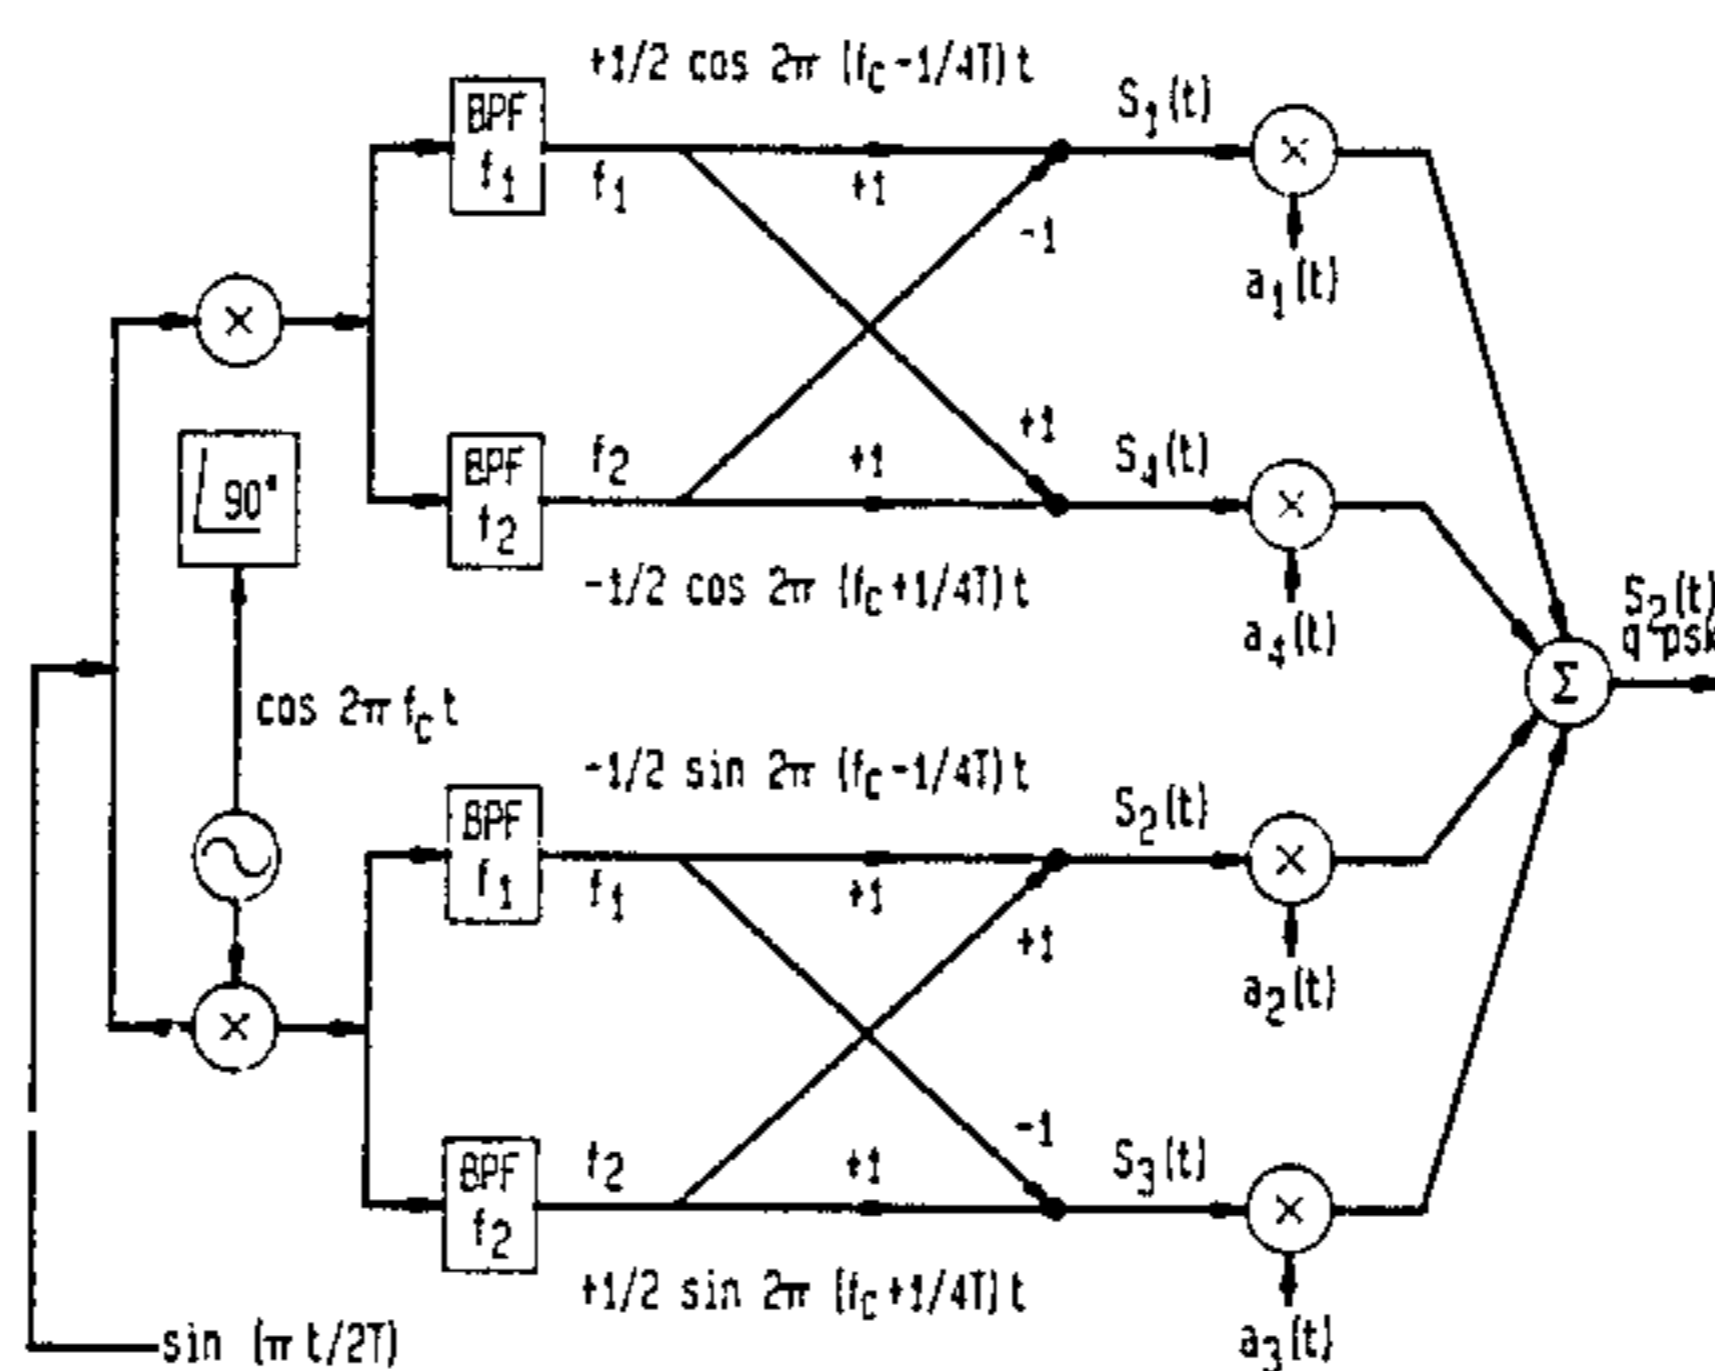 +1/2 cos 2π (fc-1/4T) t
BPF
f1
f1
+1
-1
S1(t)
×
a1(t)
×
BPF
f2
f2
+1
+1
S4(t)
×
a4(t)
-1/2 cos 2π (fc+1/4T) t
90°
cos 2π fc t
S2(t)
q psk
Σ
-1/2 sin 2π (fc-1/4T) t
BPF
f1
f1
+1
+1
S2(t)
×
a2(t)
×
BPF
f2
f2
+1
-1
S3(t)
×
a3(t)
+1/2 sin 2π (fc+1/4T) t
sin (π t/2T)